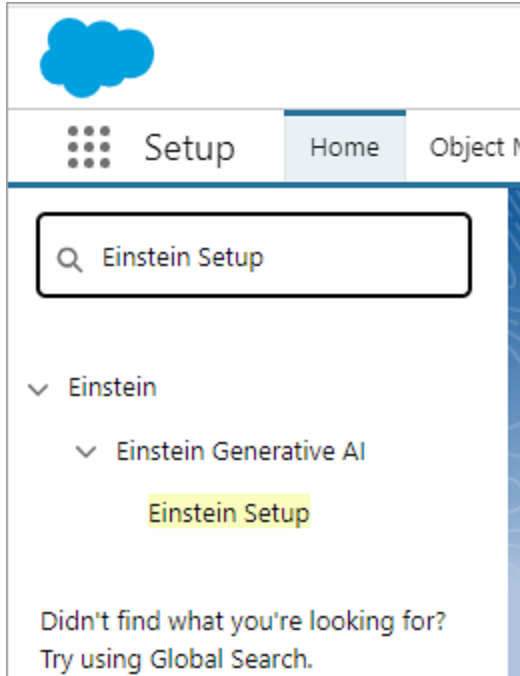 Setup
Home
Object
Einstein Setup
Einstein
Einstein Generative AI
Einstein Setup
Didn't find what you're looking for?
Try using Global Search.